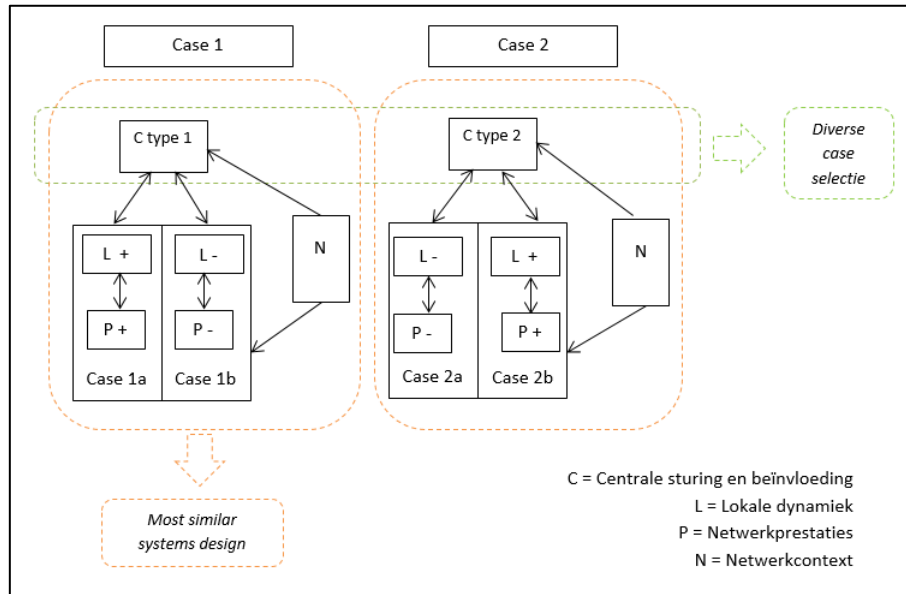 Case 1
Case 2
C type 1
C type 2
Diverse
case
selectie
L +
L -
N
P +
P -
Case 1a
Case 1b
L -
L +
N
P -
P +
Case 2a
Case 2b
Most similar
systems design
C = Centrale sturing en beïnvloeding
L = Lokale dynamiek
P = Netwerkprestaties
N = Netwerkcontext